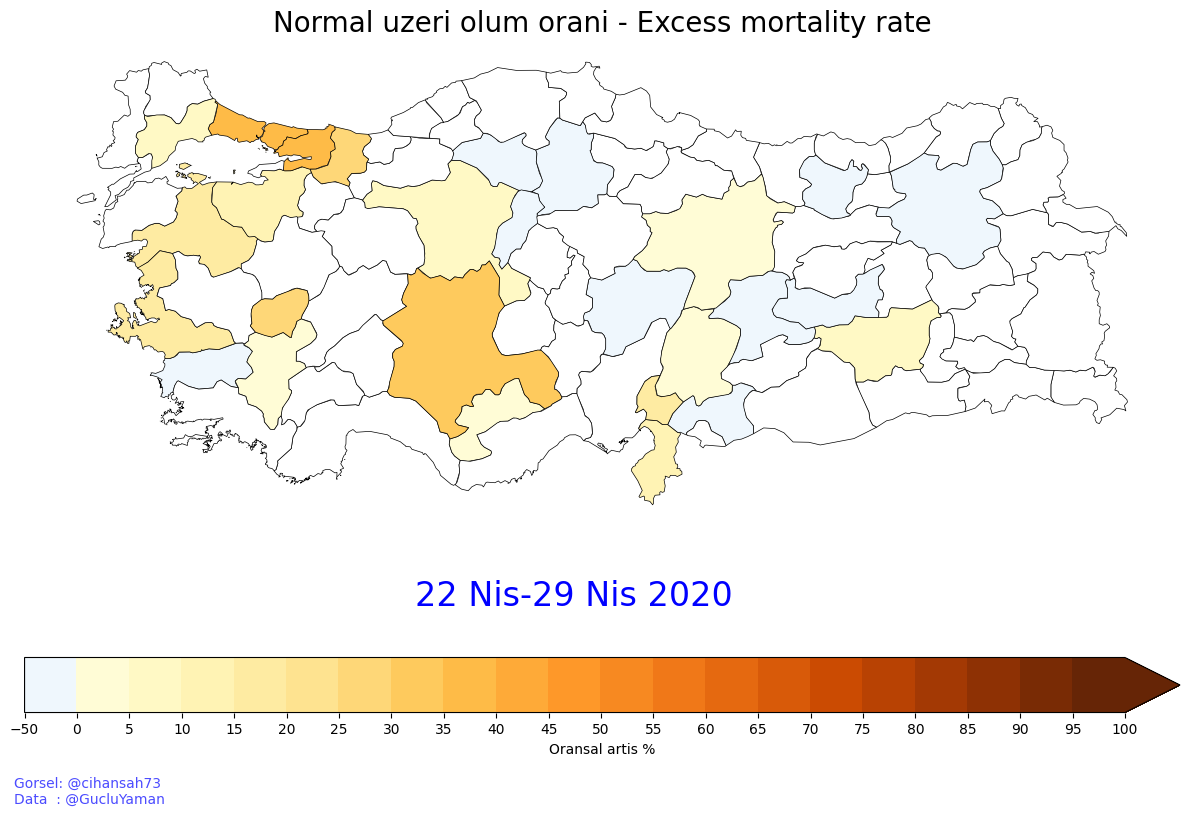 Normal uzeri olum orani - Excess mortality rate
22 Nis-29 Nis 2020
−50 0 5 10 15 20 25 30 35 40 45 50 55 60 65 70 75 80 85 90 95 100
Oransal artis %
Gorsel: @cihansah73
Data  : @GucluYaman